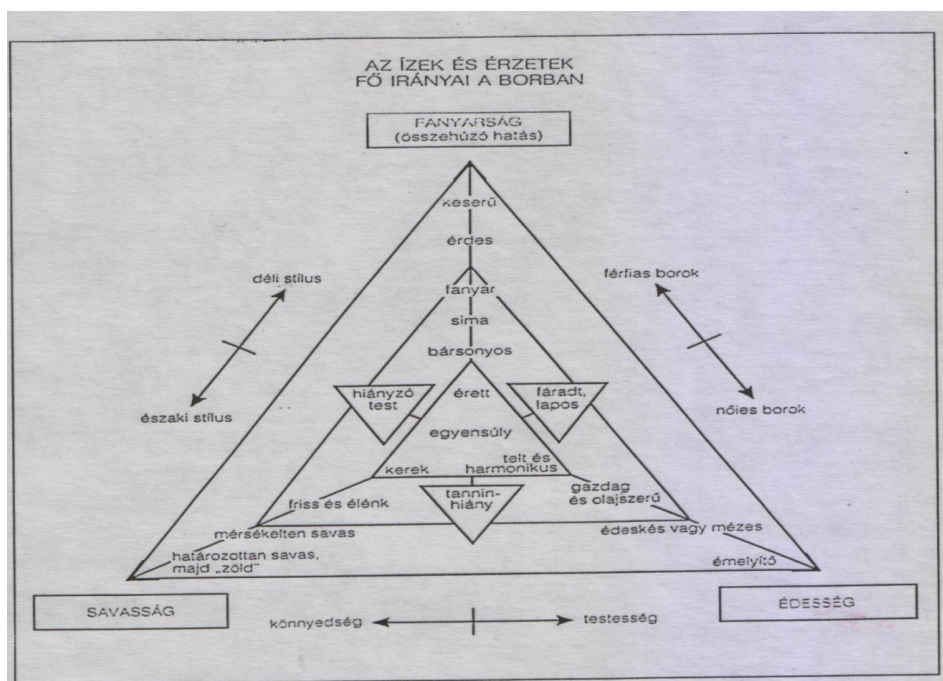 AZ ÍZEK ÉS ÉRZETEK
FŐ IRÁNYAI A BORBAN
FANYARSÁG
(összehúzó hatás)
keserű
érdes
déli stílus
férfias borok
fanyar
sima
bársonyos
hiányzó
test
érett
fáradt,
lapos
északi stílus
nőies borok
egyensúly
kerek
telt és
harmonikus
tannin-
hiány
gazdag
és olajszerű
friss és élénk
mérsékelten savas
édeskés vagy mézes
határozottan savas,
majd „zöld”
émelyítő
SAVASSÁG
ÉDESSÉG
könnyedség
testesség